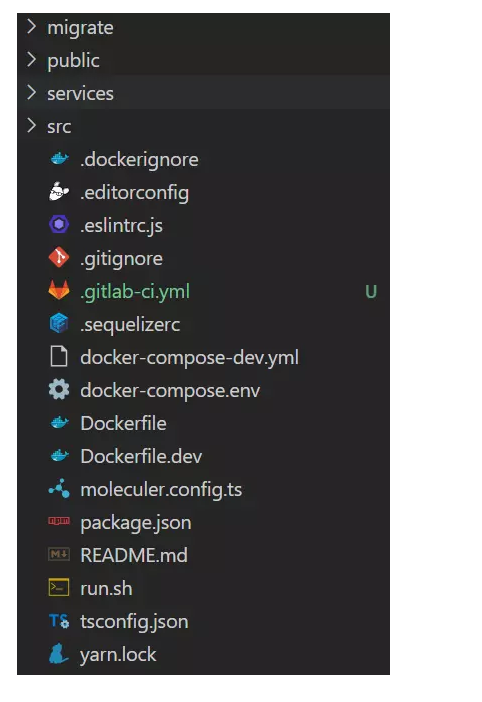 migrate
public
services
src
.dockerignore
.editorconfig
.eslintrc.js
.gitignore
.gitlab-ci.yml U
.sequelizerc
docker-compose-dev.yml
docker-compose.env
Dockerfile
Dockerfile.dev
moleculer.config.ts
package.json
README.md
run.sh
tsconfig.json
yarn.lock